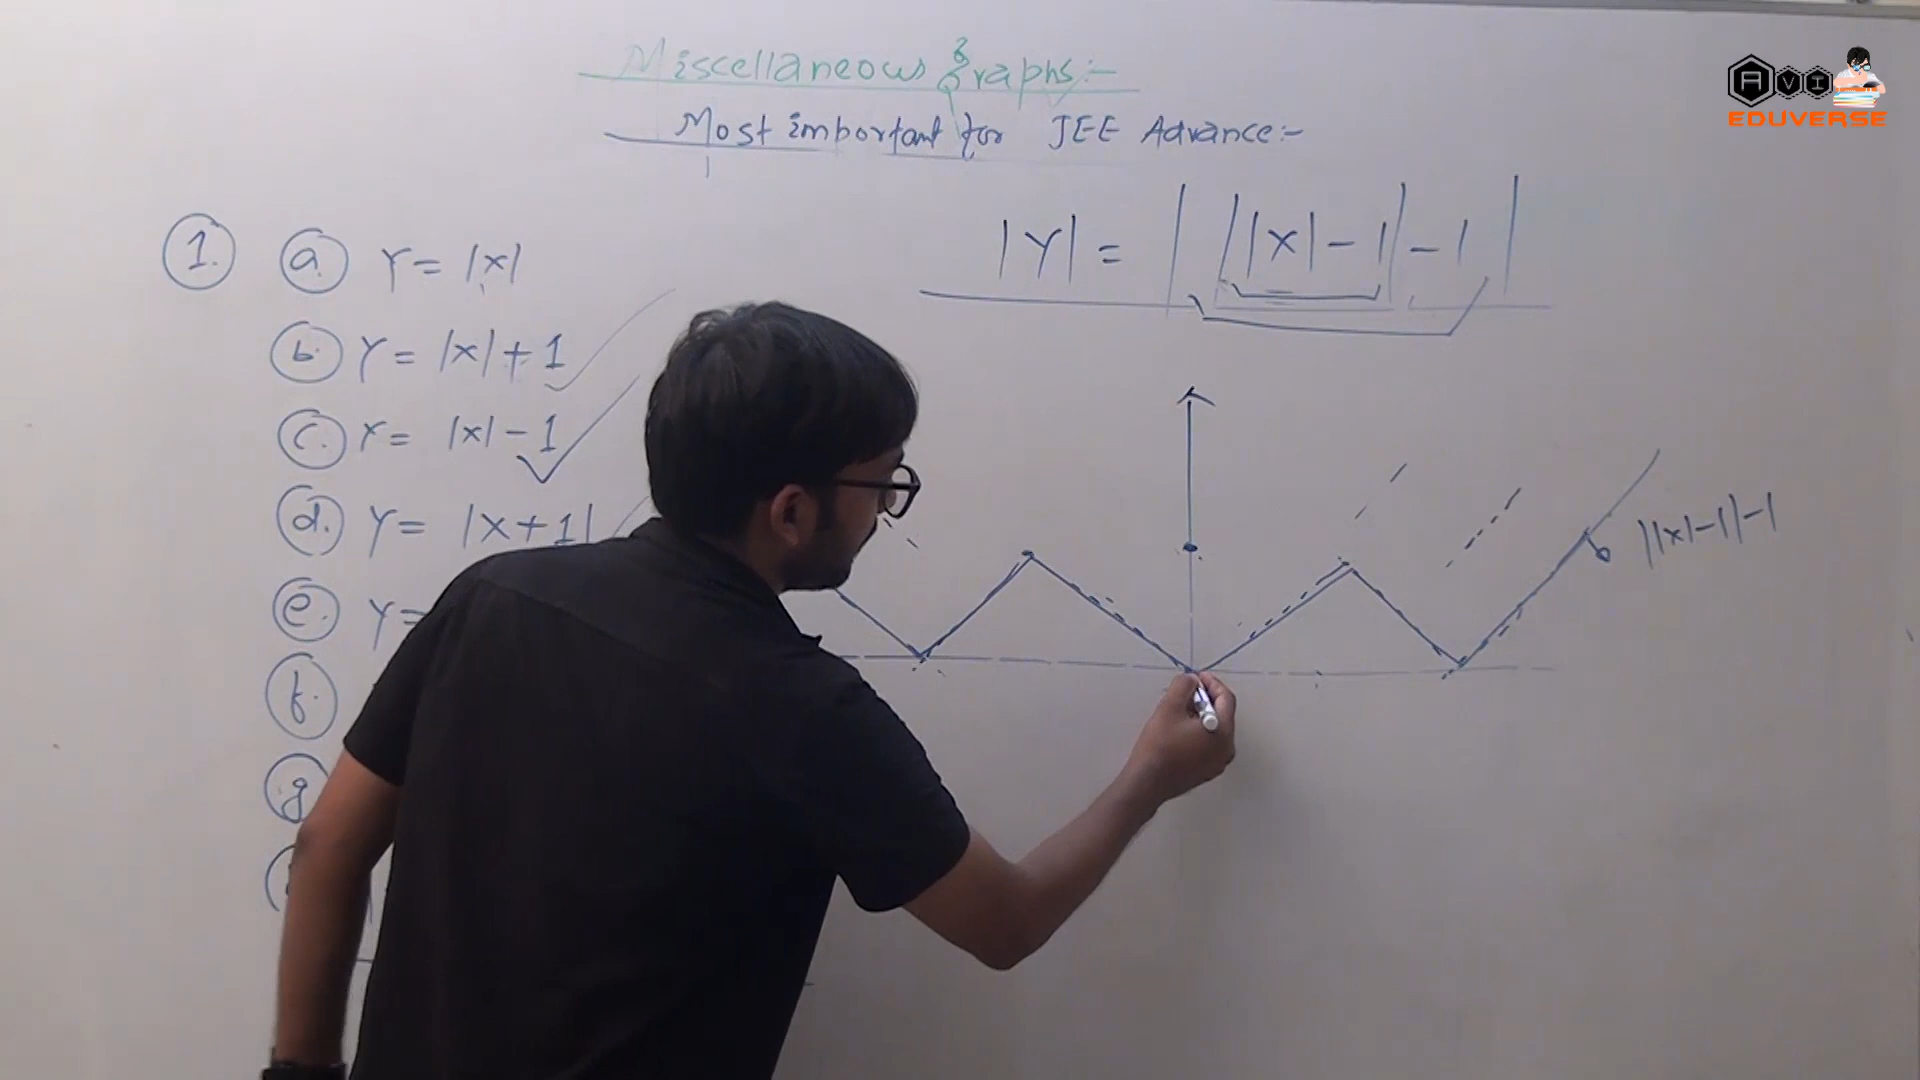 Miscellaneous Graphs:-
Most important for JEE Advance:-
1. a. Y = |x|
b. Y = |x| + 1
c. Y = |x| - 1
d. Y = |x+1|
e. Y =
f.
g.
|Y| = | ||x| - 1| - 1 |
||x|-1|-1
AVI
EDUVERSE